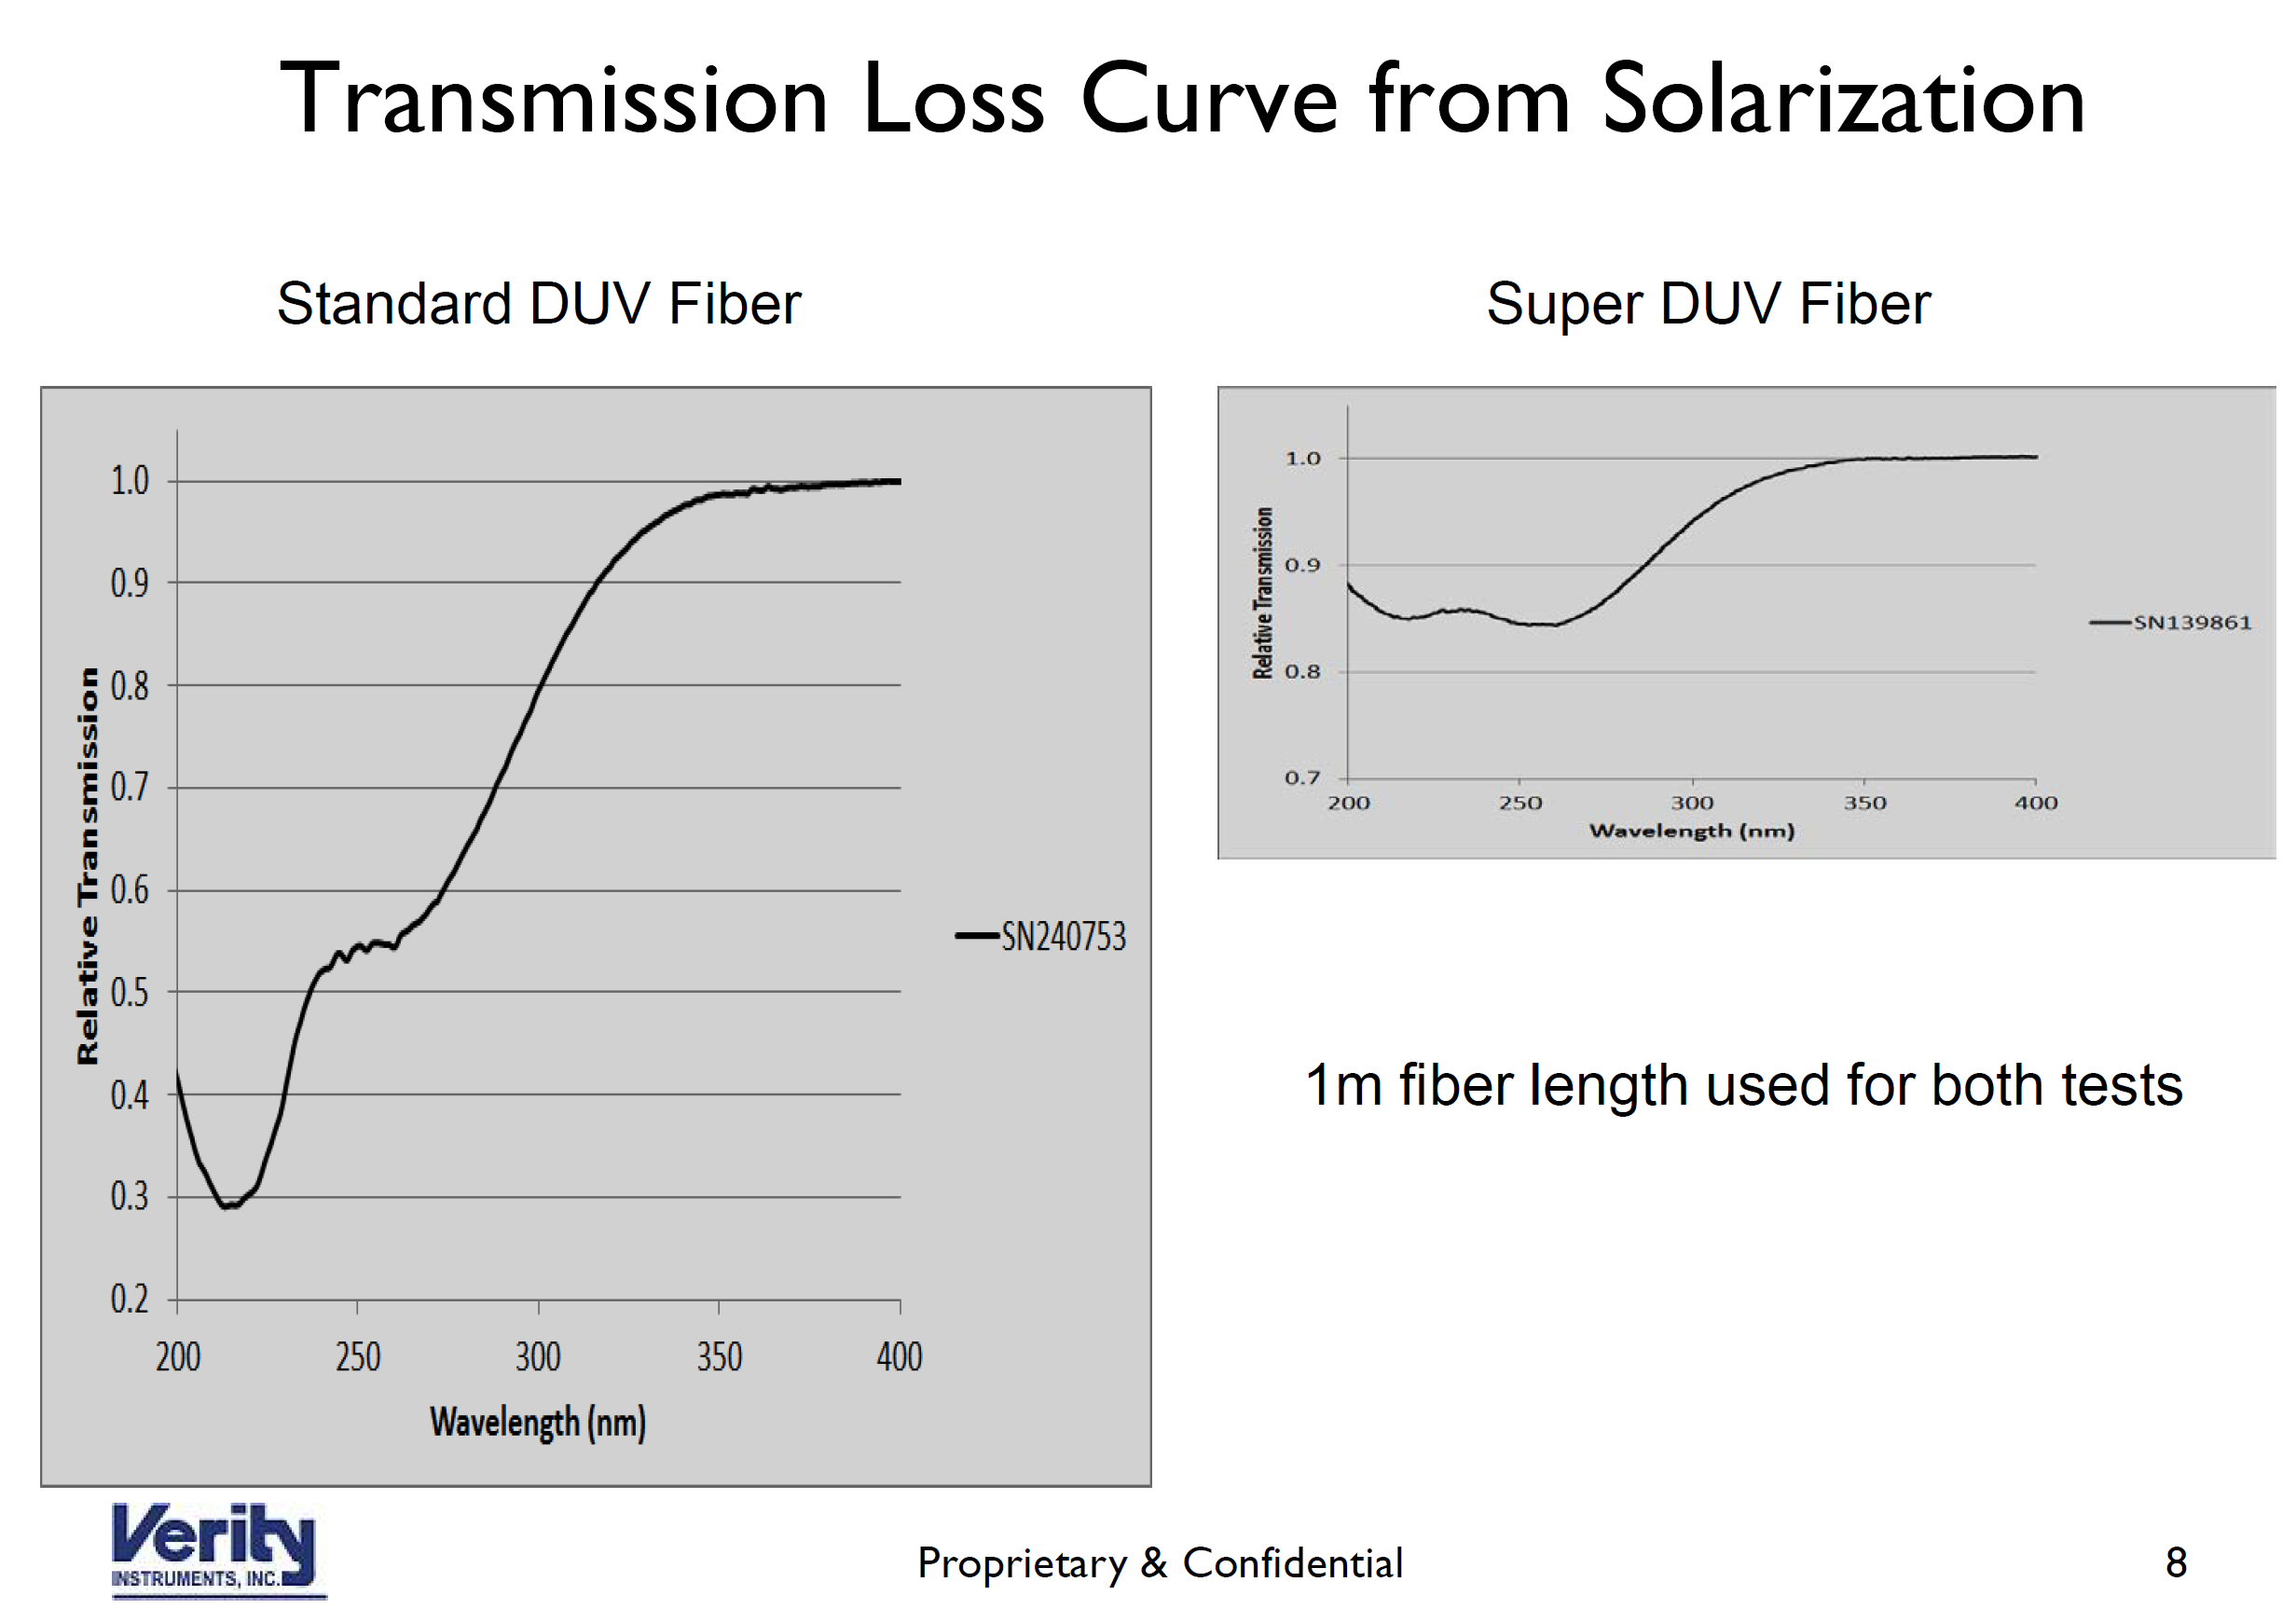 Transmission Loss Curve from Solarization
Standard DUV Fiber
Super DUV Fiber
Relative Transmission
1.0
0.9
0.8
0.7
0.6
0.5
0.4
0.3
0.2
200 250 300 350 400
Wavelength (nm)
SN240753
Relative Transmission
1.0
0.9
0.8
0.7
200 250 300 350 400
Wavelength (nm)
SN139861
1m fiber length used for both tests
Verity
INSTRUMENTS, INC.
Proprietary & Confidential
8